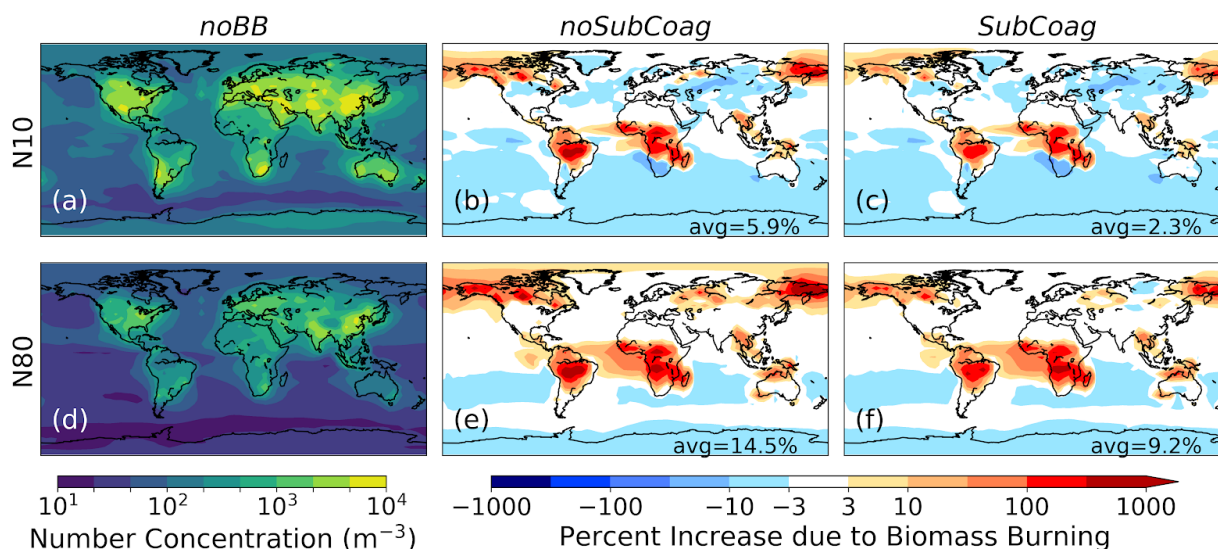 noBB noSubCoag SubCoag
N10
(a) (b) (c)
avg=5.9% avg=2.3%
N80
(d) (e) (f)
avg=14.5% avg=9.2%
10¹ 10² 10³ 10⁴ −1000 −100 −10 −3 3 10 100 1000
Number Concentration (m⁻³) Percent Increase due to Biomass Burning